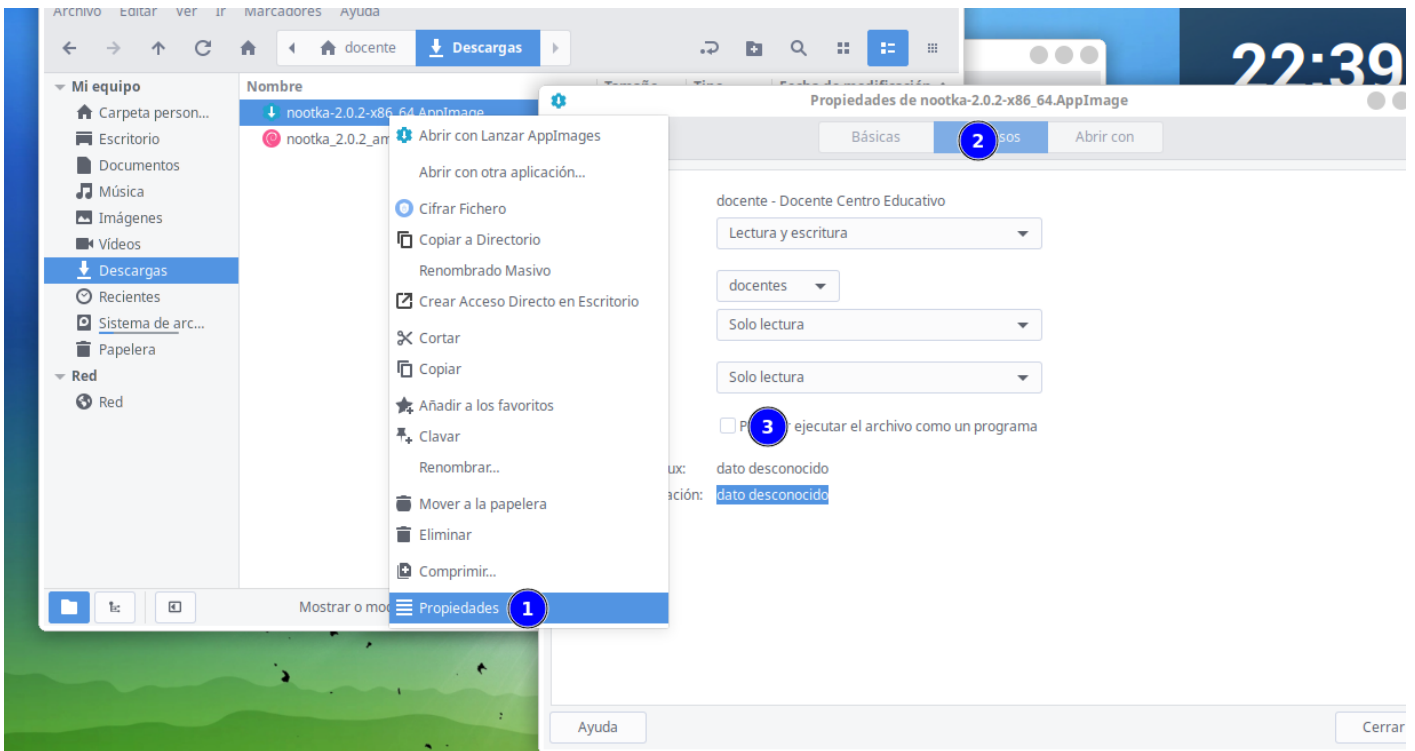 Archivo Editar Ver Ir Marcadores Ayuda
docente
Descargas
22:39
Mi equipo
Carpeta person...
Escritorio
Documentos
Música
Imágenes
Vídeos
Descargas
Recientes
Sistema de arc...
Papelera
Red
Red
Nombre
Tamaño Tipo Fecha de modificación
nootka-2.0.2-x86_64.AppImage
nootka_2.0.2_am
Mostrar o mo
Abrir con Lanzar AppImages
Abrir con otra aplicación...
Cifrar Fichero
Copiar a Directorio
Renombrado Masivo
Crear Acceso Directo en Escritorio
Cortar
Copiar
Añadir a los favoritos
Clavar
Renombrar...
Mover a la papelera
Eliminar
Comprimir...
Propiedades 1
Propiedades de nootka-2.0.2-x86_64.AppImage
Básicas 2 sos Abrir con
docente - Docente Centro Educativo
Lectura y escritura
docentes
Solo lectura
Solo lectura
3 ejecutar el archivo como un programa
ux: dato desconocido
ación: dato desconocido
Ayuda
Cerrar